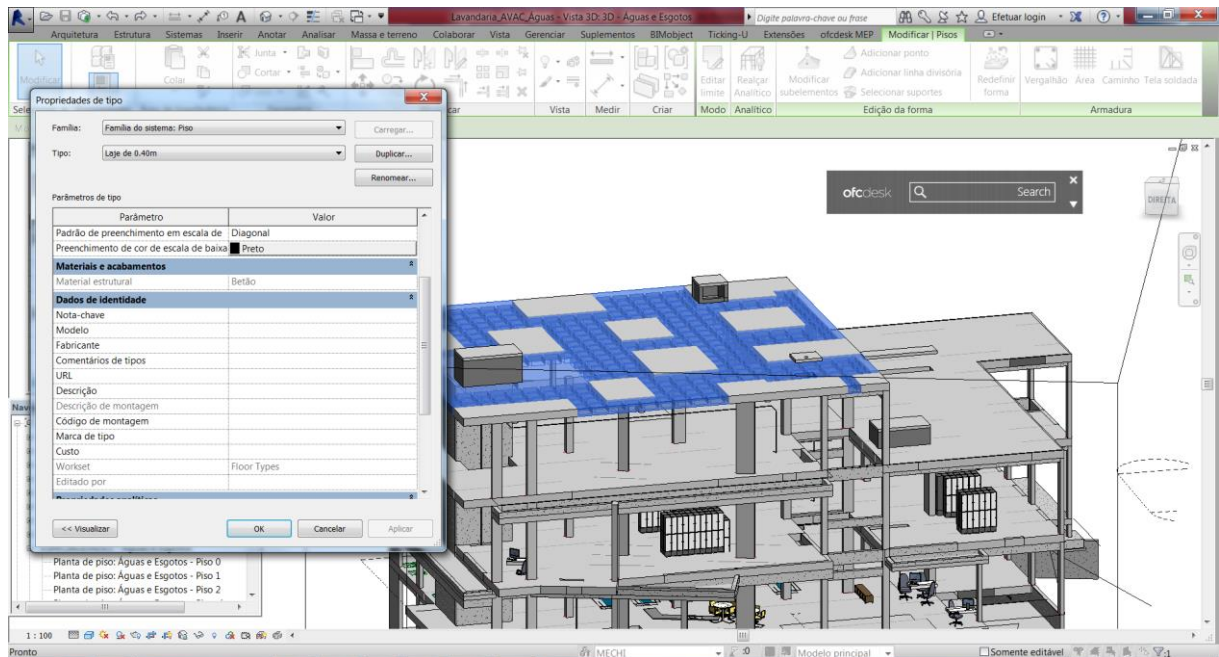 Lavandaria_AVAC_Águas - Vista 3D: 3D - Águas e Esgotos
Digite palavra-chave ou frase
Efetuar login
Arquitetura Estrutura Sistemas Inserir Anotar Analisar Massa e terreno Colaborar Vista Gerenciar Suplementos BIMobject Ticking-U Extensões ofcdesk MEP Modificar | Pisos
Modificar
Colar
Junta
Cortar
Editar limite
Realçar Analítico
Modificar subelementos
Adicionar ponto
Adicionar linha divisória
Selecionar suportes
Redefinir forma
Vergalhão Área Caminho Tela soldada
Vista Medir Criar Modo Analítico Edição da forma Armadura
Propriedades de tipo
Família: Família do sistema: Piso Carregar...
Tipo: Laje de 0.40m Duplicar...
Renomear...
Parâmetros de tipo
Parâmetro Valor
Padrão de preenchimento em escala de Diagonal
Preenchimento de cor de escala de baixa Preto
Materiais e acabamentos
Material estrutural Betão
Dados de identidade
Nota-chave
Modelo
Fabricante
Comentários de tipos
URL
Descrição
Descrição de montagem
Código de montagem
Marca de tipo
Custo
Workset Floor Types
Editado por
<< Visualizar OK Cancelar Aplicar
ofcdesk Search
DIREITA
Planta de piso: Águas e Esgotos - Piso 0
Planta de piso: Águas e Esgotos - Piso 1
Planta de piso: Águas e Esgotos - Piso 2
1 : 100
Pronto
MECHI
:0
Modelo principal
Somente editável
:1